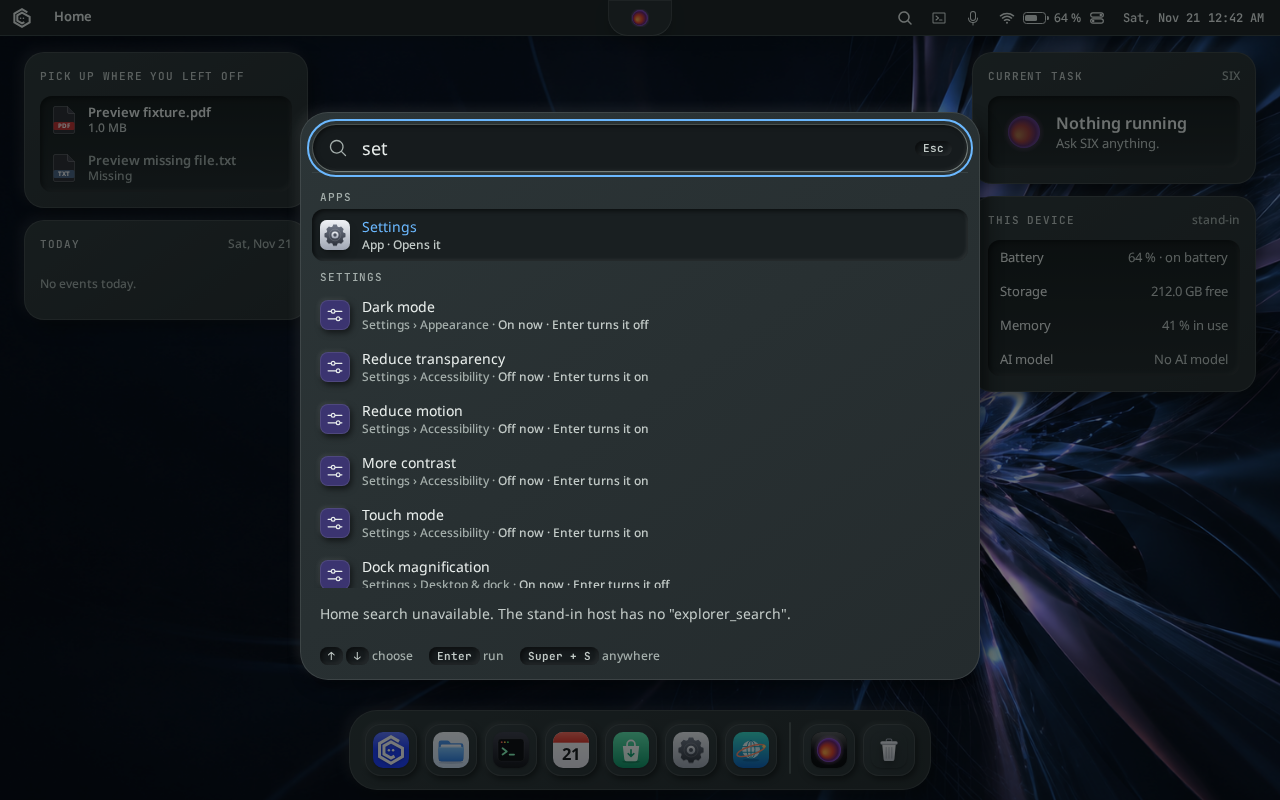 Home
64 %
Sat, Nov 21 12:42 AM
PICK UP WHERE YOU LEFT OFF
PDF
Preview fixture.pdf
1.0 MB
TXT
Preview missing file.txt
Missing
TODAY
Sat, Nov 21
No events today.
set
Esc
APPS
Settings
App · Opens it
SETTINGS
Dark mode
Settings › Appearance · On now · Enter turns it off
Reduce transparency
Settings › Accessibility · Off now · Enter turns it on
Reduce motion
Settings › Accessibility · Off now · Enter turns it on
More contrast
Settings › Accessibility · Off now · Enter turns it on
Touch mode
Settings › Accessibility · Off now · Enter turns it on
Dock magnification
Settings › Desktop & dock · On now · Enter turns it off
Home search unavailable. The stand-in host has no "explorer_search".
↑ ↓ choose Enter run Super + S anywhere
CURRENT TASK
SIX
Nothing running
Ask SIX anything.
THIS DEVICE
stand-in
Battery 64 % · on battery
Storage 212.0 GB free
Memory 41 % in use
AI model No AI model
21